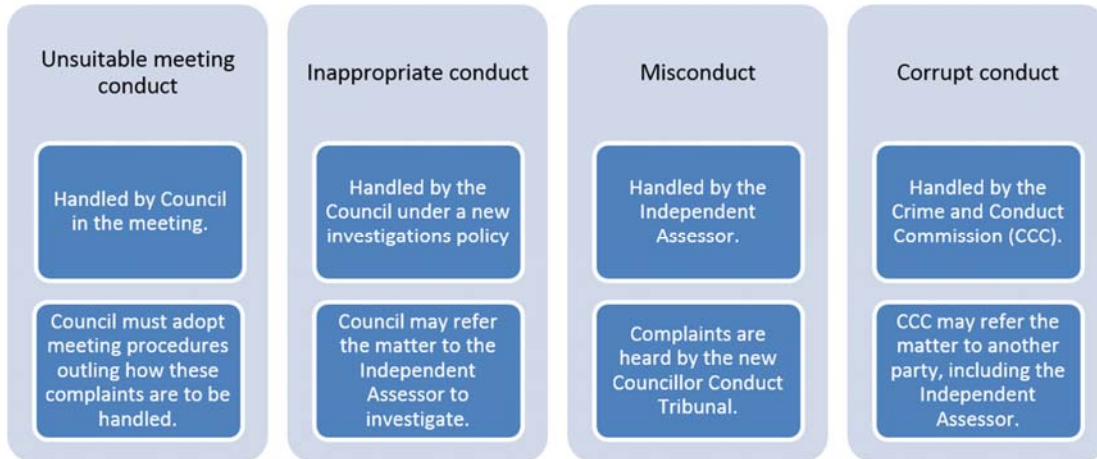 Unsuitable meeting
conduct
Handled by Council
in the meeting.
Council must adopt
meeting procedures
outling how these
complaints are to be
handled.
Inappropriate conduct
Handled by the
Council under a new
investigations policy
Council may refer
the matter to the
Independent
Assessor to
investigate.
Misconduct
Handled by the
Independent
Assessor.
Complaints are
heard by the new
Councillor Conduct
Tribunal.
Corrupt conduct
Handled by the
Crime and Conduct
Commission (CCC).
CCC may refer the
matter to another
party, including the
Independent
Assessor.